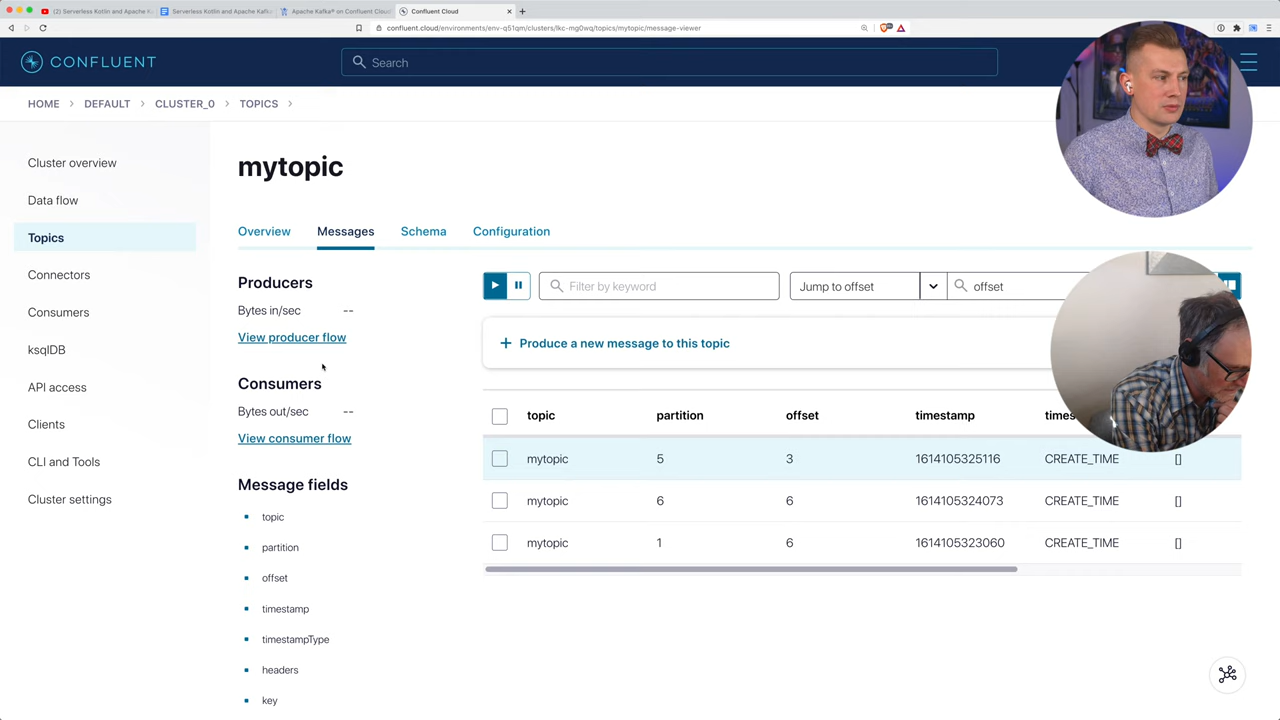 (2) Serverless Kotlin and Apache K
Serverless Kotlin and Apache Kafk
Apache Kafka® on Confluent Cloud
Confluent Cloud
confluent.cloud/environments/env-q51qm/clusters/lkc-mg0wq/topics/mytopic/message-viewer
CONFLUENT
Search
HOME > DEFAULT > CLUSTER_0 > TOPICS >
Cluster overview
Data flow
Topics
Connectors
Consumers
ksqlDB
API access
Clients
CLI and Tools
Cluster settings
mytopic
Overview Messages Schema Configuration
Producers
Bytes in/sec --
View producer flow
Consumers
Bytes out/sec --
View consumer flow
Message fields
topic
partition
offset
timestamp
timestampType
headers
key
Filter by keyword
Jump to offset
offset
+ Produce a new message to this topic
topic partition offset timestamp times
mytopic 5 3 1614105325116 CREATE_TIME []
mytopic 6 6 1614105324073 CREATE_TIME []
mytopic 1 6 1614105323060 CREATE_TIME []